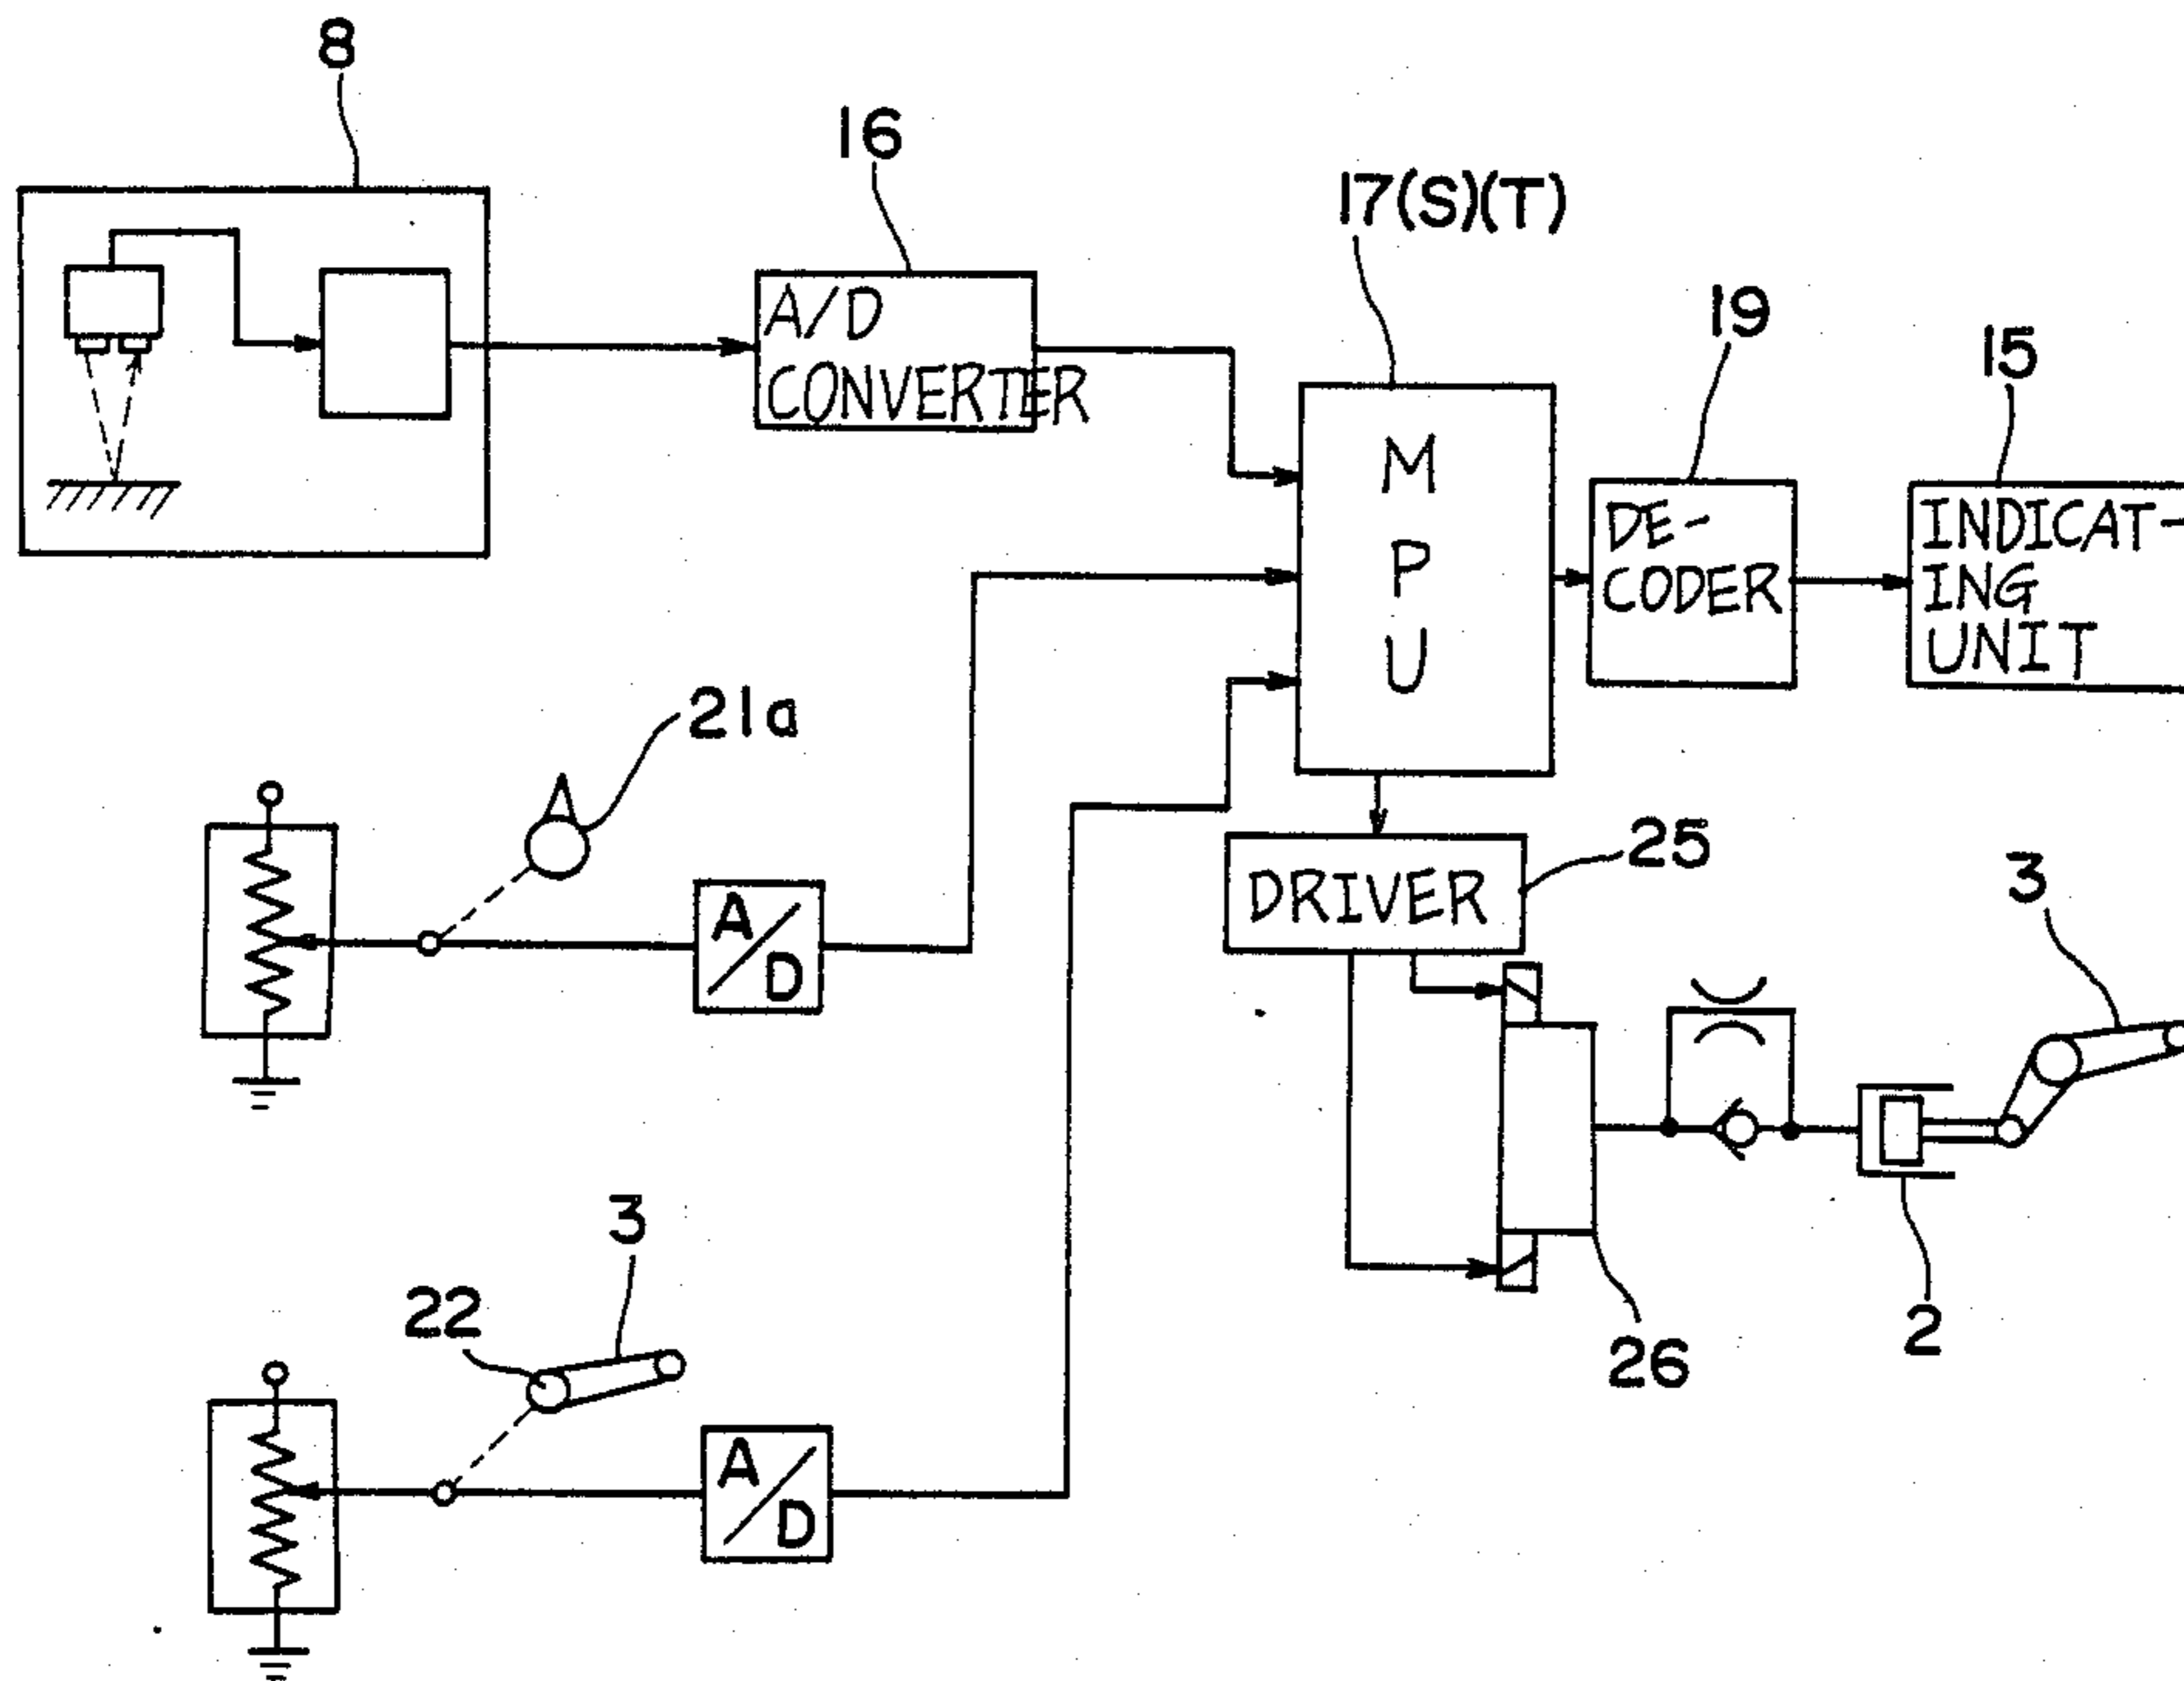 8
16
17(S)(T)
19
15
A/D
CONVERTER
M
P
U
DE-
CODER
INDICAT-
ING
UNIT
21a
A
D
DRIVER
25
3
26
2
22
3
A
D